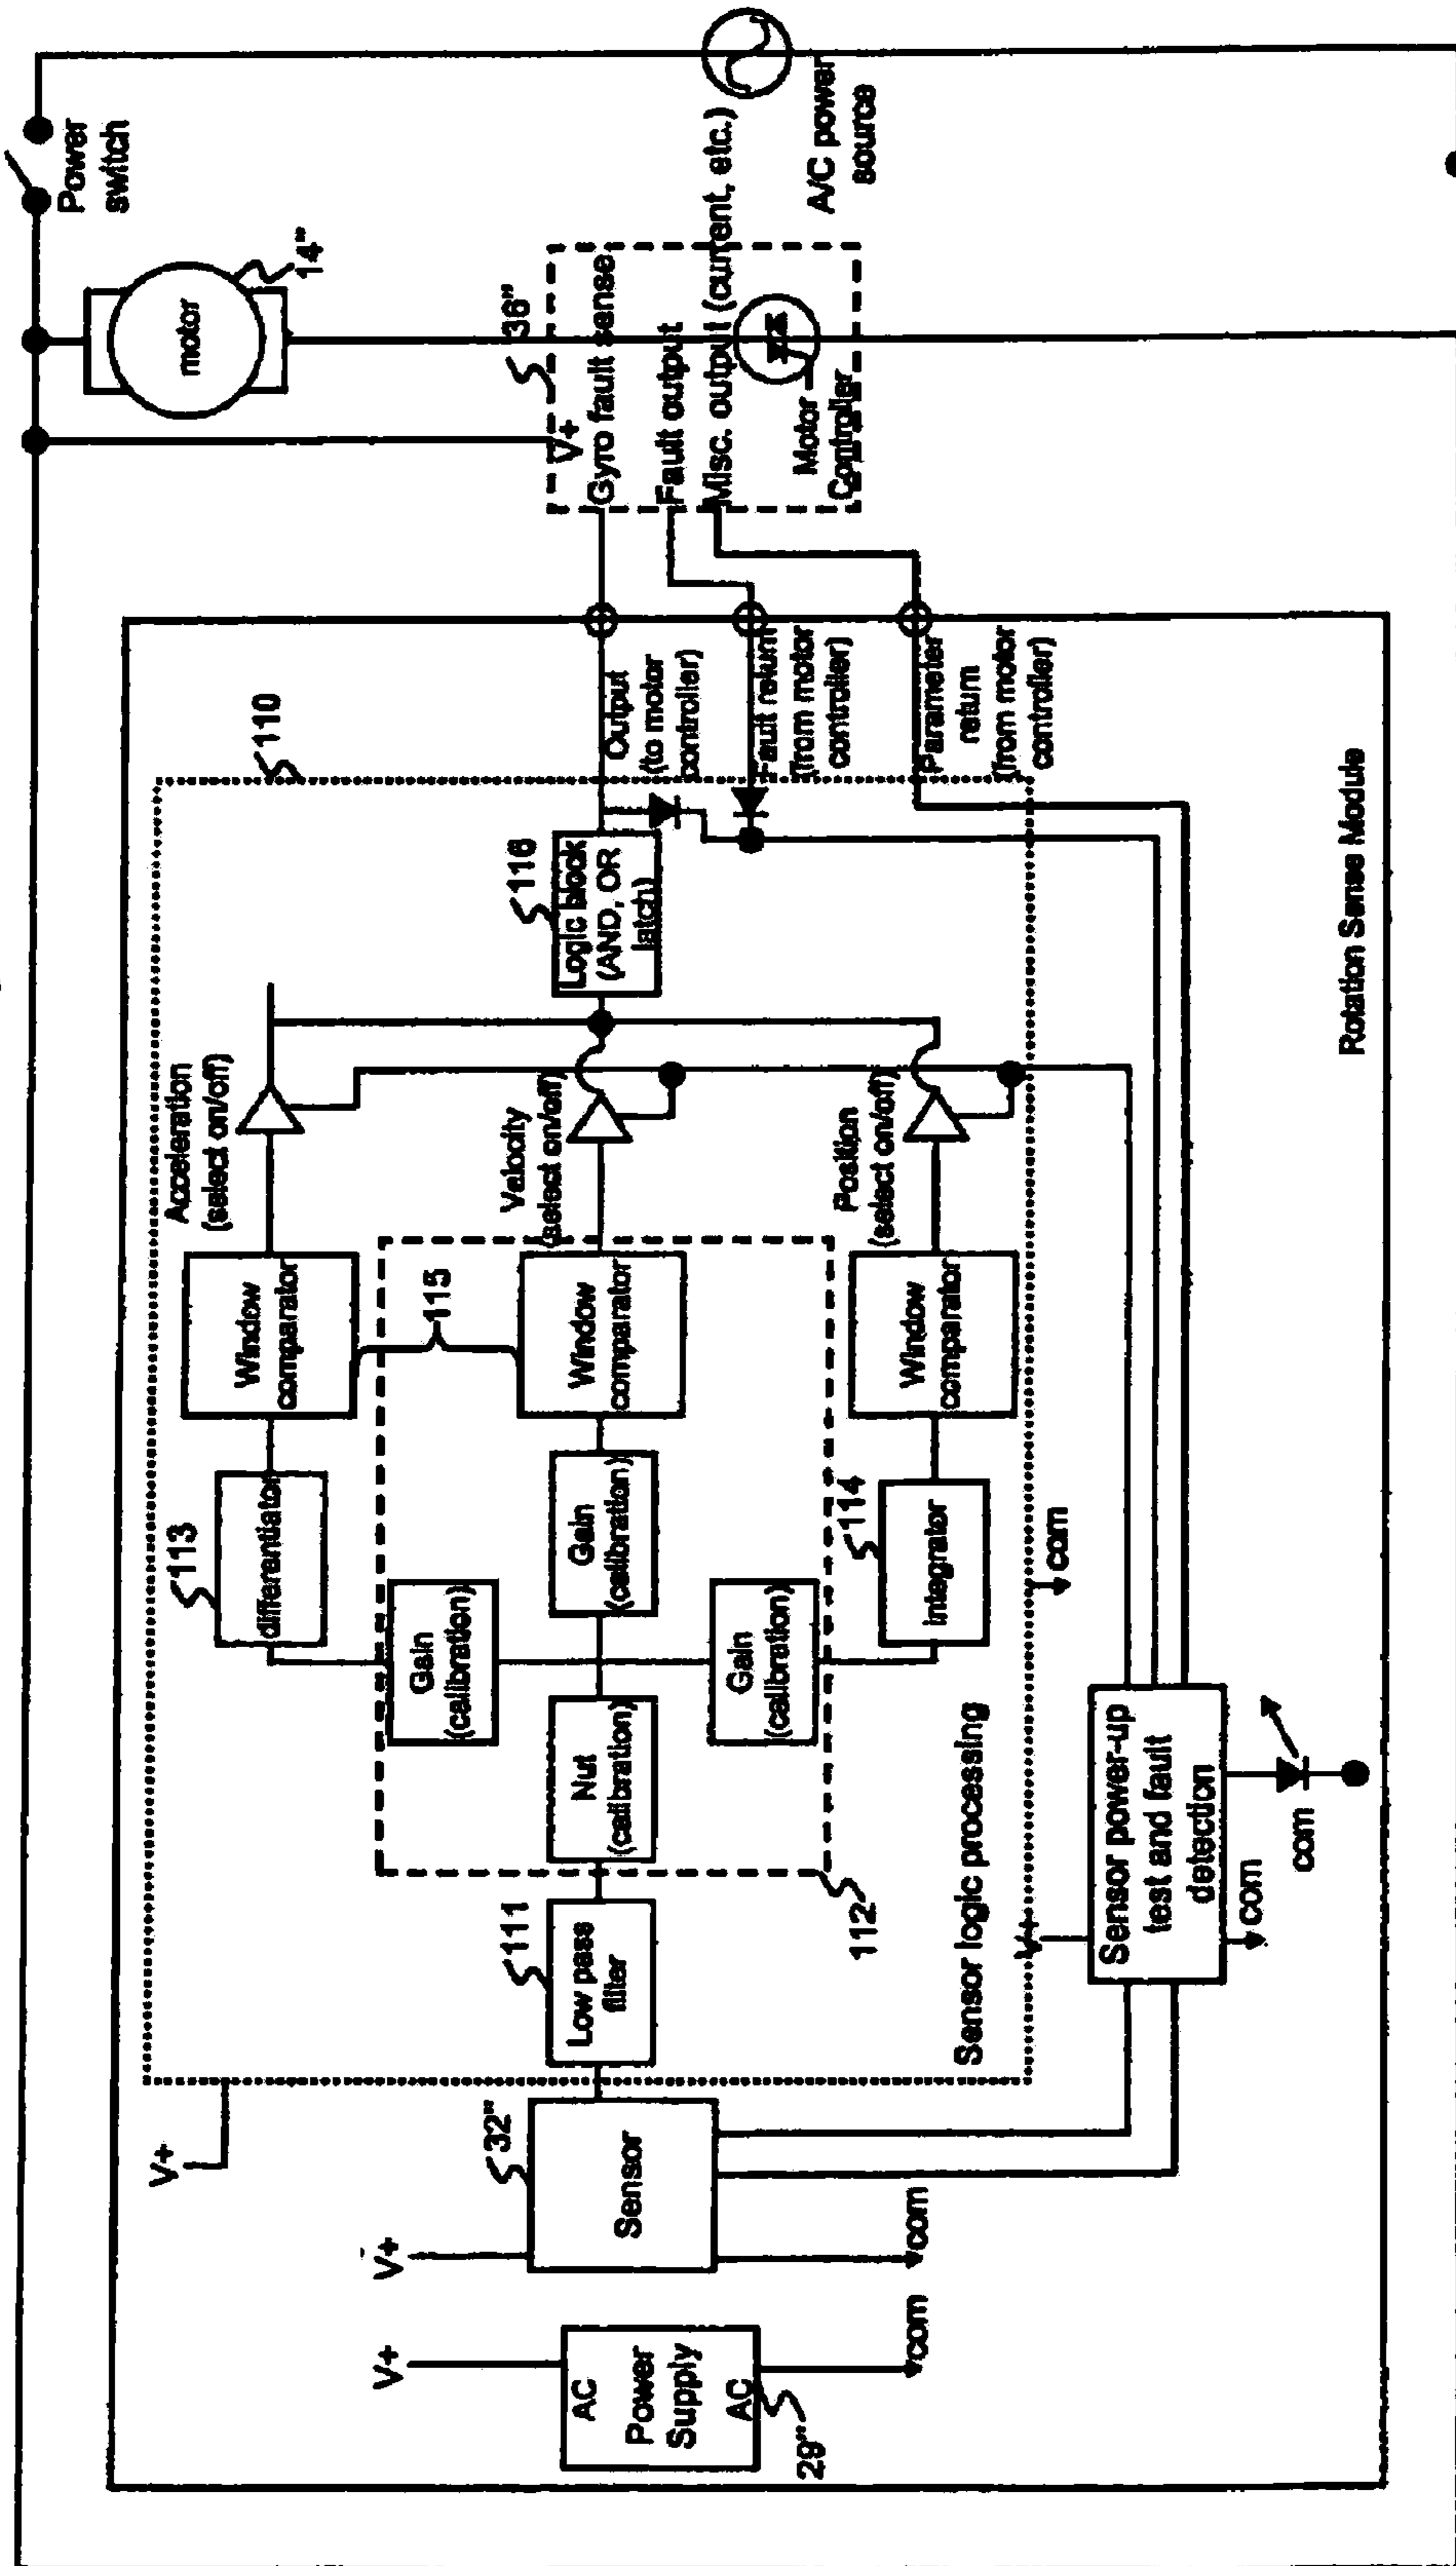 Power
switch
motor
14"
36"
V+
Gyro fault sense
Fault output
Misc. output (current, etc.)
Motor
Controller
A/C power
source
110
Output
(to motor
controller)
Fault return
(from motor
controller)
Parameter
return
(from motor
controller)
116
Logic block
(AND, OR
latch)
Acceleration
(select on/off)
Velocity
(select on/off)
Position
(select on/off)
Window
comparator
115
Window
comparator
Window
comparator
113
differentiator
Gain
(calibration)
Gain
(calibration)
Gain
(calibration)
114
integrator
com
Nut
(calibration)
112
111
Low pass
filter
Sensor logic processing
V+
Sensor power-up
test and fault
detection
com
com
V+
32"
Sensor
V+
com
V+
AC
Power
Supply
AC
29"
com
Rotation Sense Module